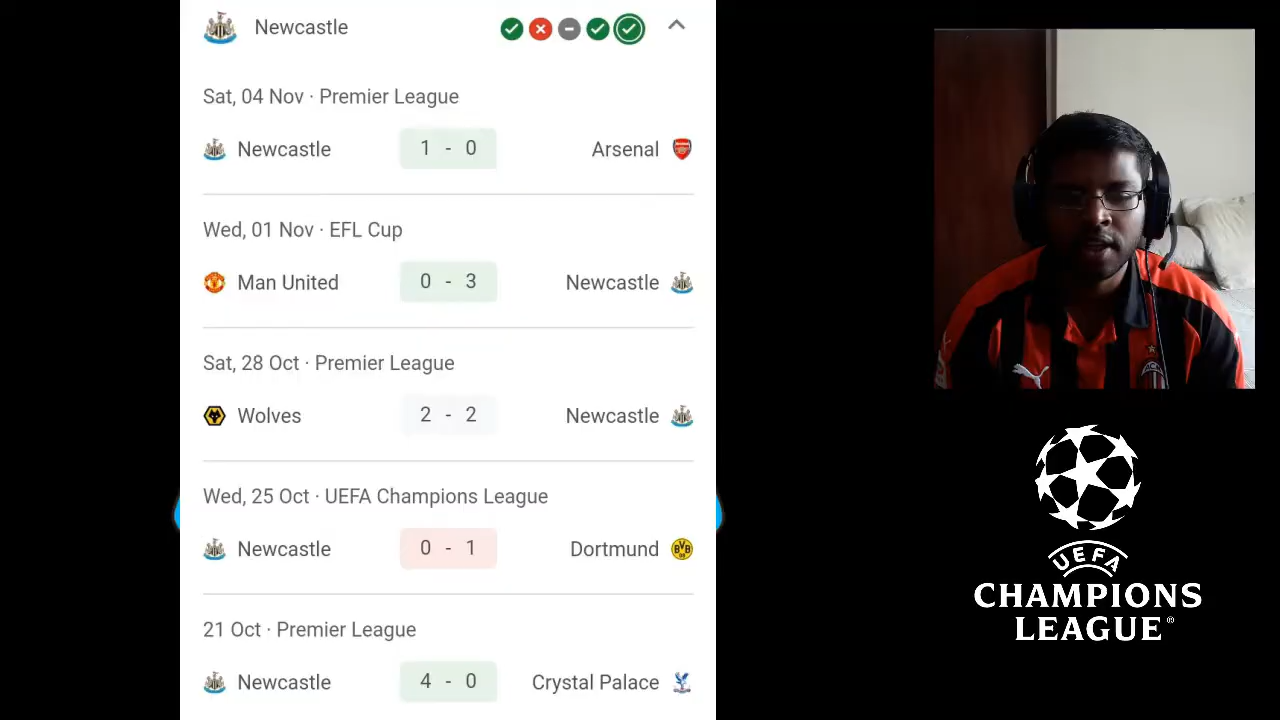 Newcastle
Sat, 04 Nov · Premier League
Newcastle 1 - 0 Arsenal
Wed, 01 Nov · EFL Cup
Man United 0 - 3 Newcastle
Sat, 28 Oct · Premier League
Wolves 2 - 2 Newcastle
Wed, 25 Oct · UEFA Champions League
Newcastle 0 - 1 Dortmund
21 Oct · Premier League
Newcastle 4 - 0 Crystal Palace
UEFA
CHAMPIONS
LEAGUE®